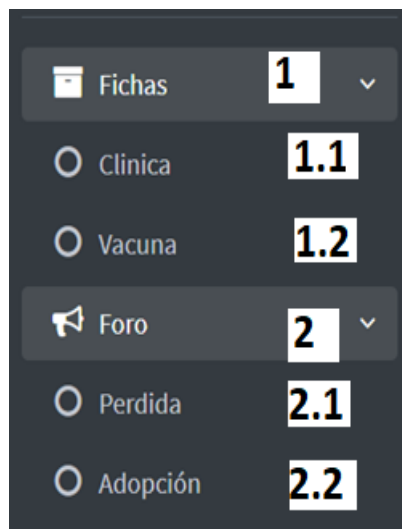 Fichas 1
Clinica 1.1
Vacuna 1.2
Foro 2
Perdida 2.1
Adopción 2.2